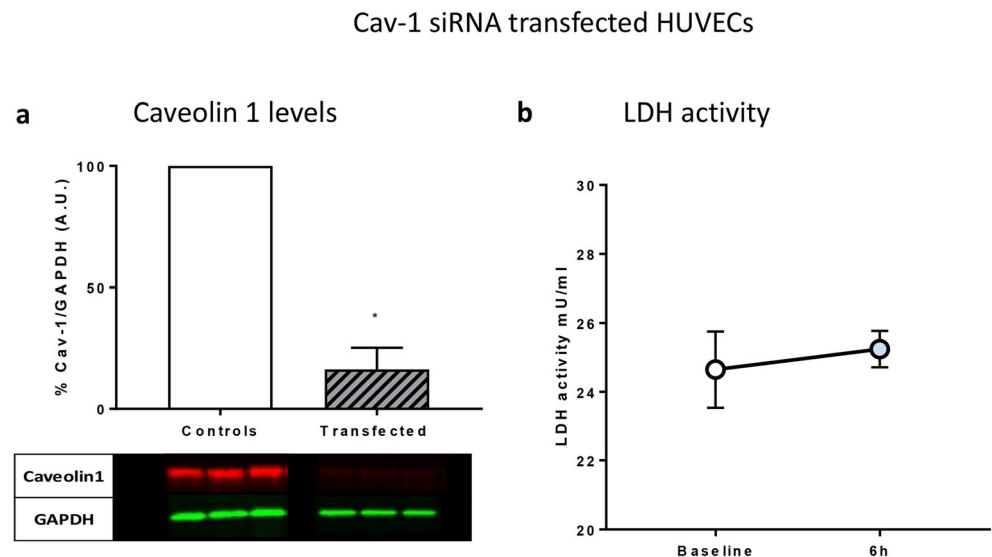 Cav-1 siRNA transfected HUVECs
a Caveolin 1 levels
% Cav-1/GAPDH (A.U.)
100
50
0
*
Controls Transfected
Caveolin1
GAPDH
b LDH activity
LDH activity mU/ml
30
28
26
24
22
20
Baseline 6h